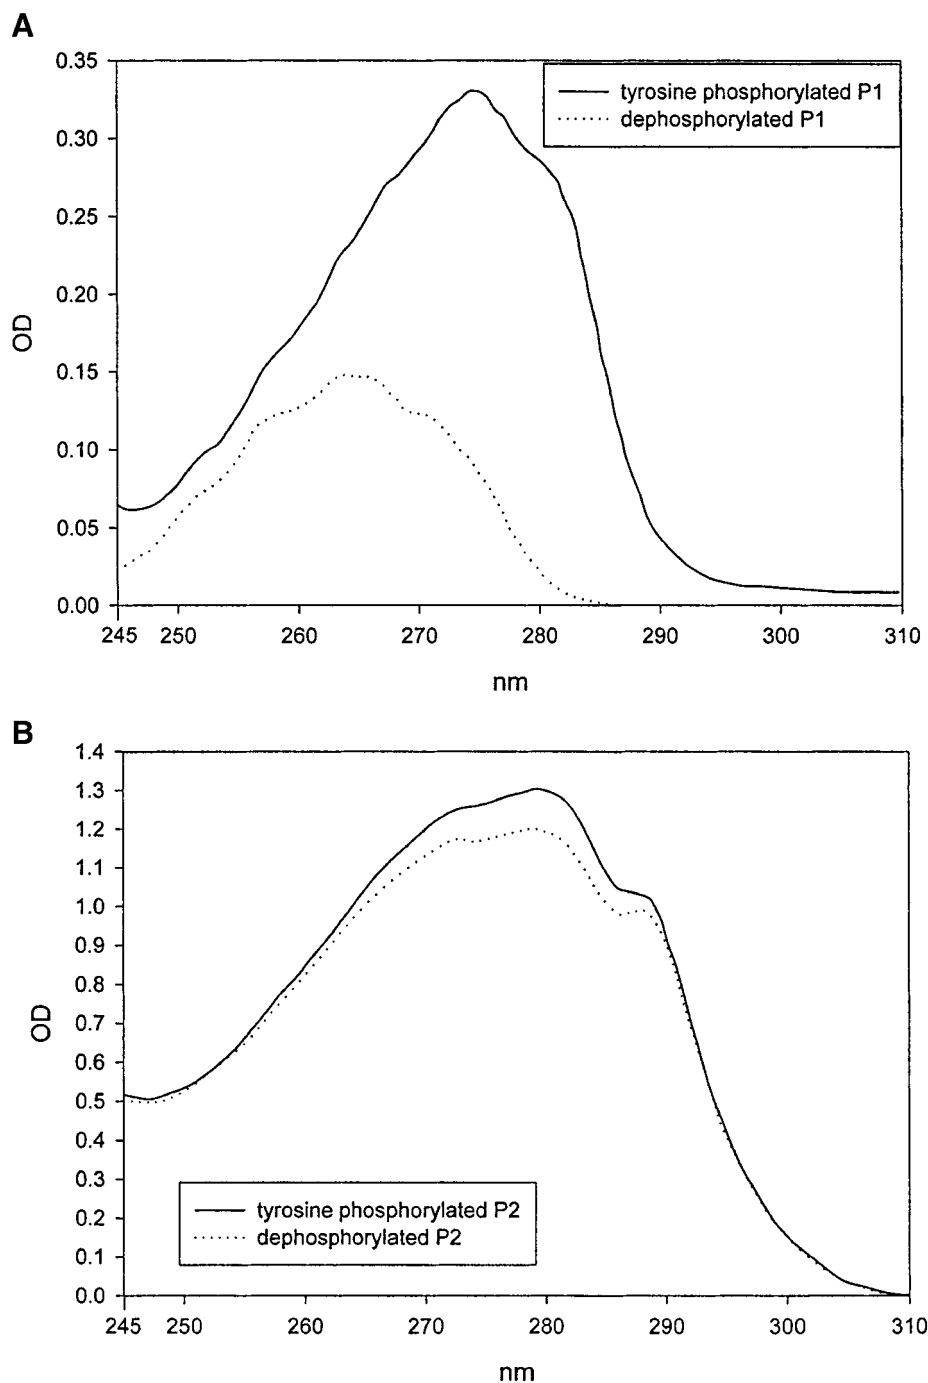 A
0.35
0.30
0.25
0.20
0.15
0.10
0.05
0.00
OD
tyrosine phosphorylated P1
dephosphorylated P1
245 250 260 270 280 290 300 310
nm
B
1.4
1.3
1.2
1.1
1.0
0.9
0.8
0.7
0.6
0.5
0.4
0.3
0.2
0.1
0.0
OD
tyrosine phosphorylated P2
dephosphorylated P2
245 250 260 270 280 290 300 310
nm